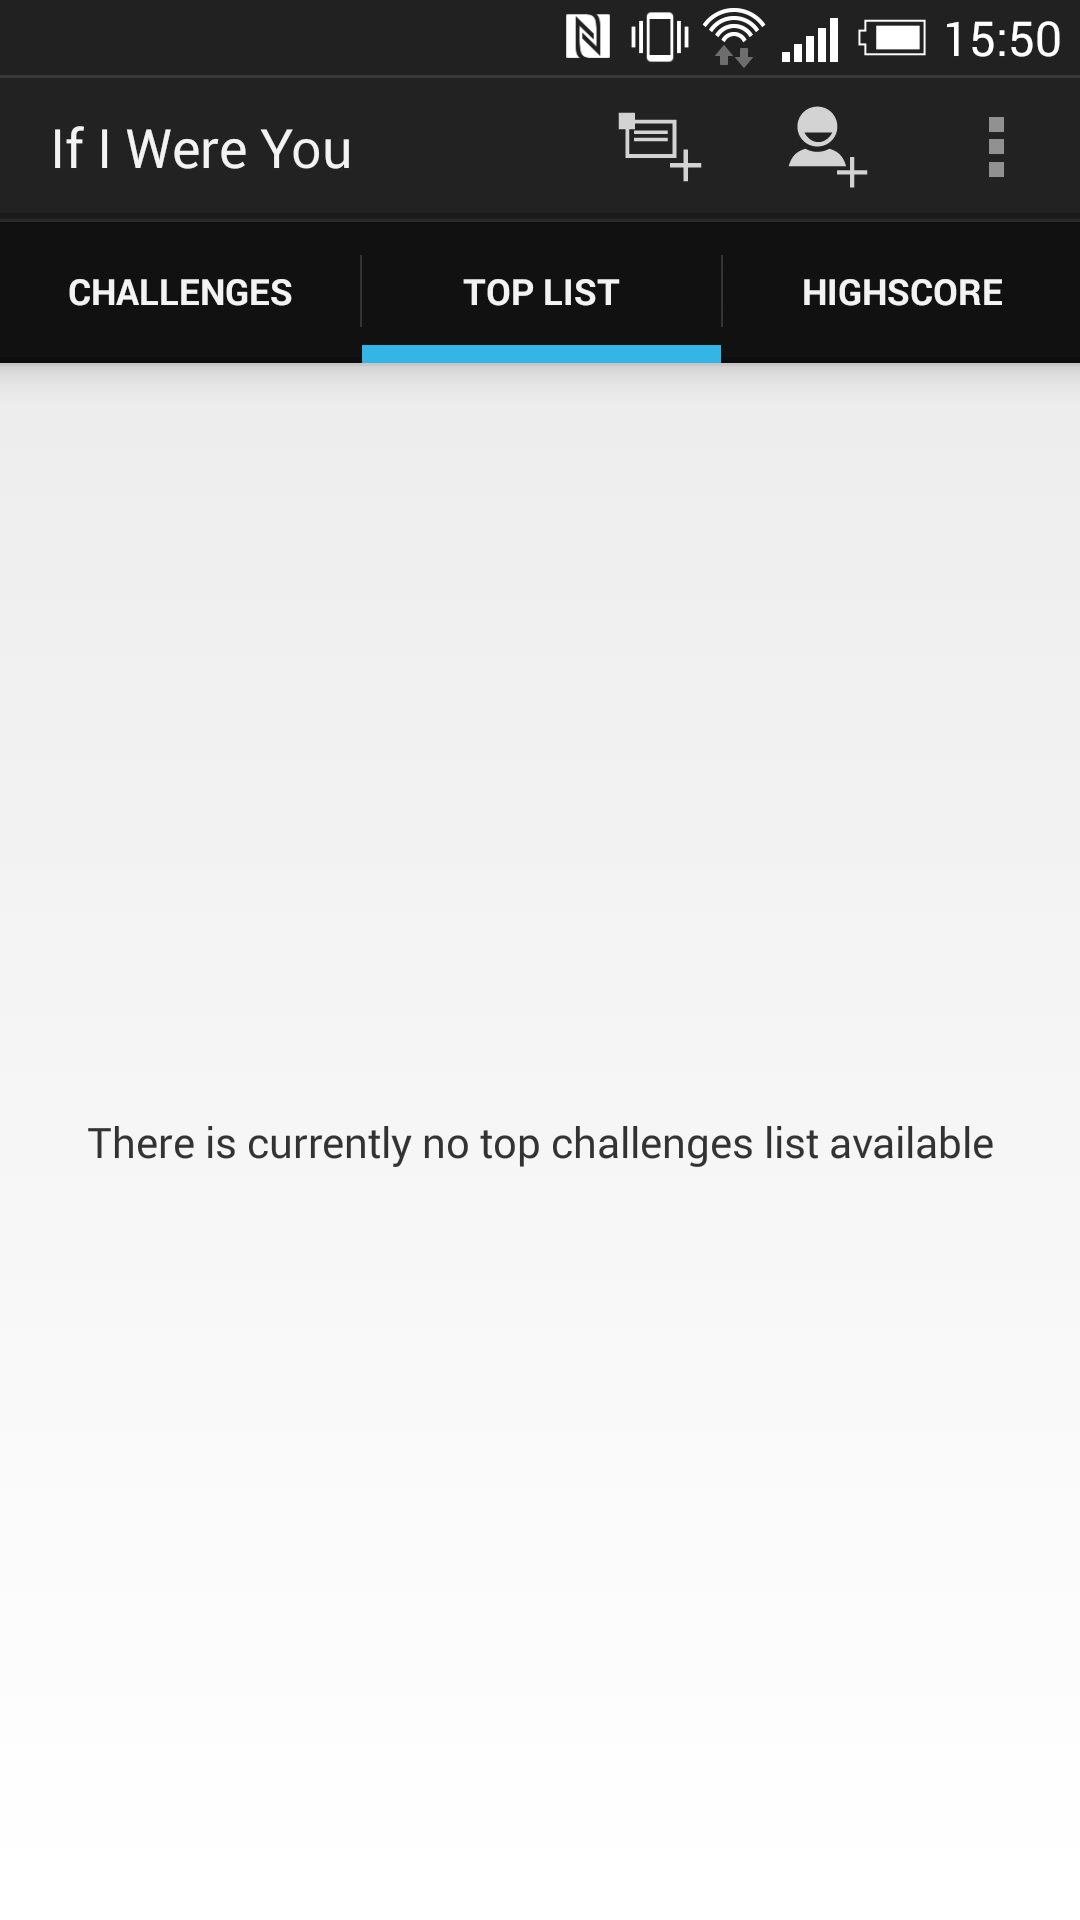 15:50
If I Were You
CHALLENGES
TOP LIST
HIGHSCORE
There is currently no top challenges list available